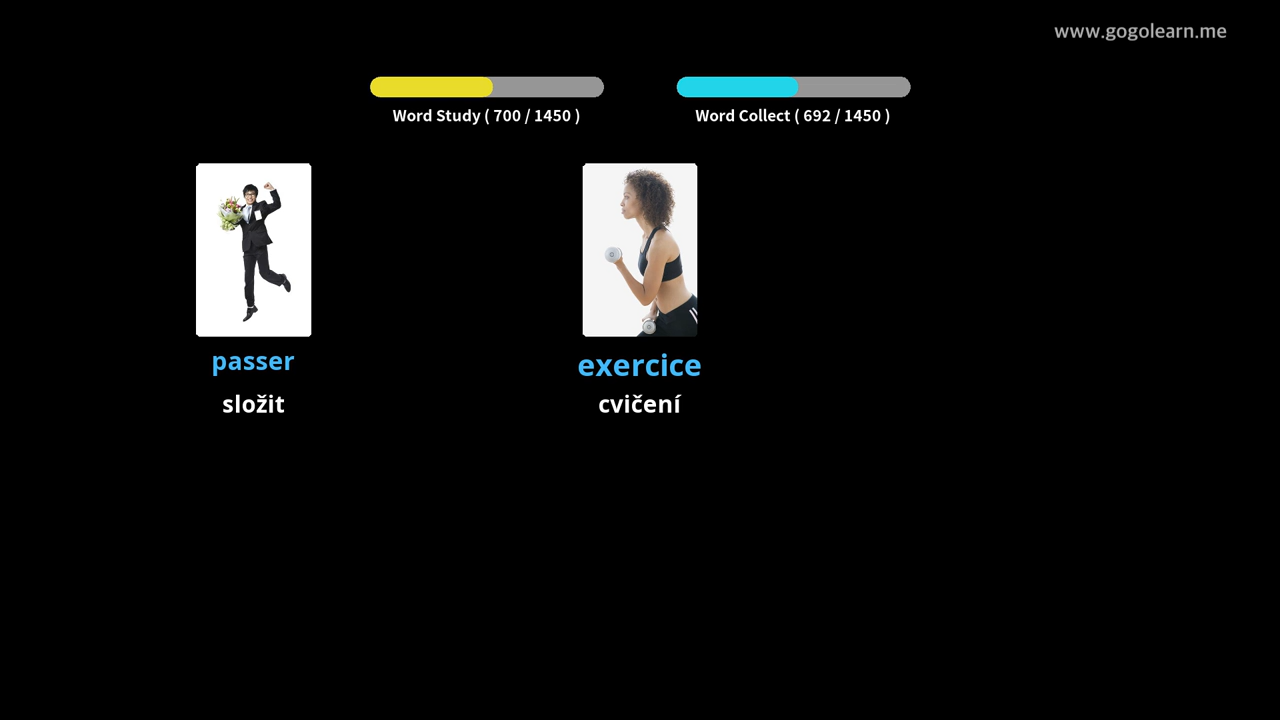 www.gogolearn.me
Word Study ( 700 / 1450 )
Word Collect ( 692 / 1450 )
passer
exercice
složit
cvičení